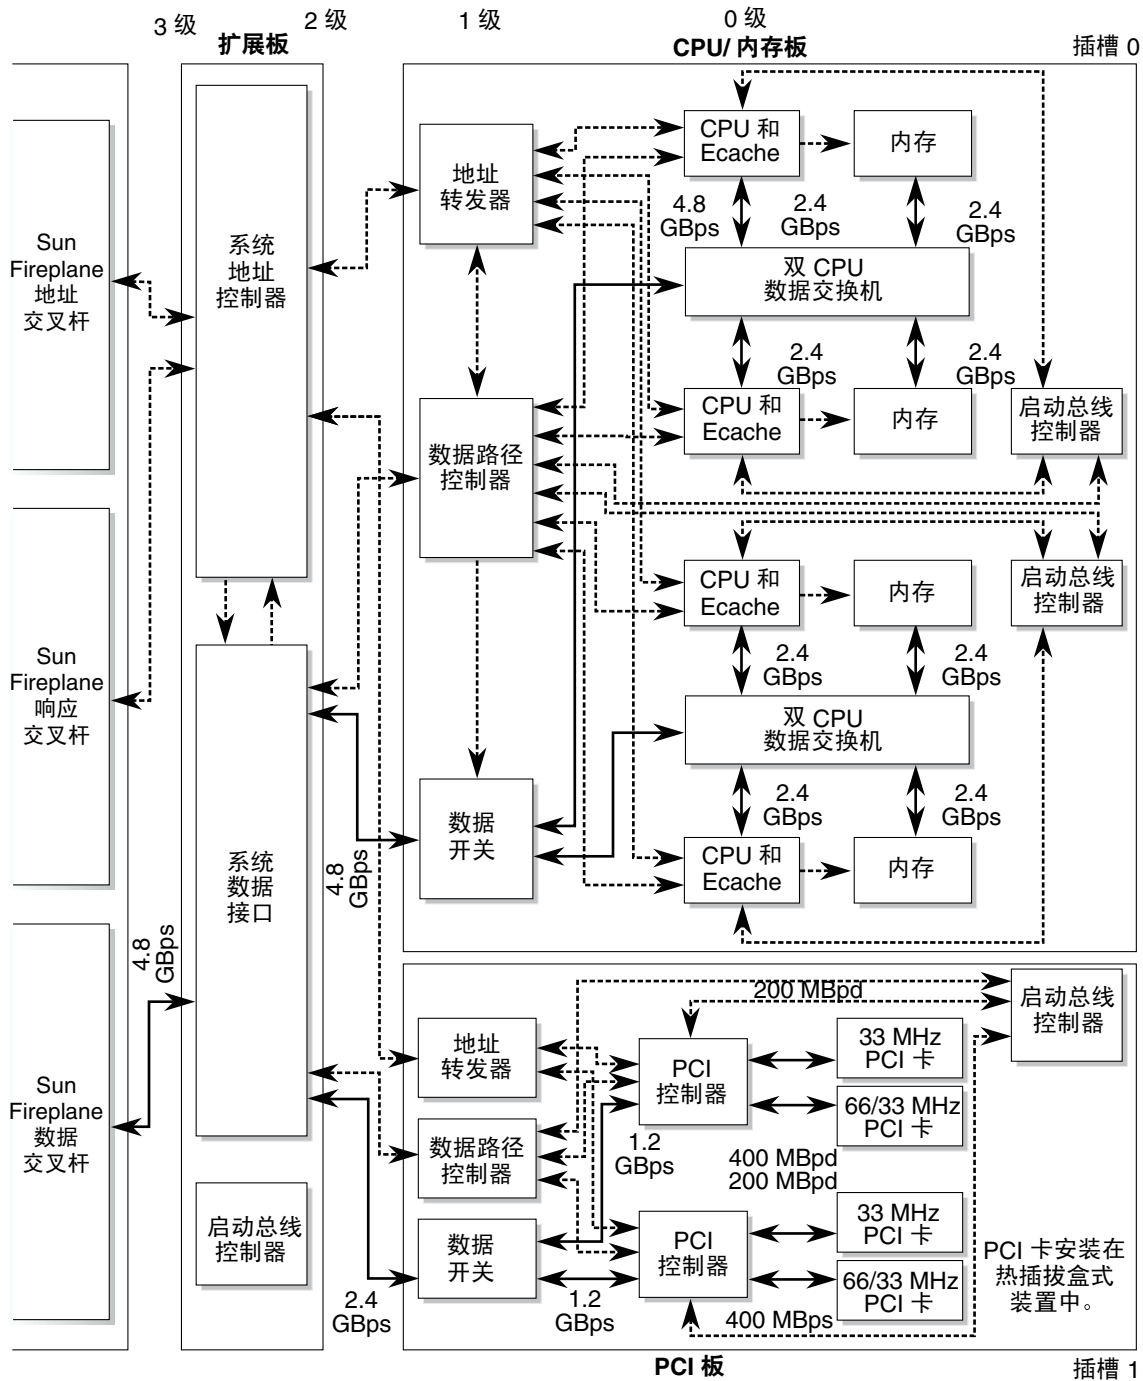 3 级
2 级
1 级
0 级
扩展板
CPU/ 内存板
插槽 0
Sun
Fireplane
地址
交叉杆
系统
地址
控制器
地址
转发器
CPU 和
Ecache
内存
4.8
GBps
2.4
GBps
2.4
GBps
双 CPU
数据交换机
2.4
GBps
2.4
GBps
CPU 和
Ecache
内存
启动总线
控制器
数据路径
控制器
Sun
Fireplane
响应
交叉杆
CPU 和
Ecache
内存
启动总线
控制器
2.4
GBps
2.4
GBps
双 CPU
数据交换机
2.4
GBps
2.4
GBps
数据
开关
CPU 和
Ecache
内存
系统
数据
接口
4.8
GBps
4.8
GBps
Sun
Fireplane
数据
交叉杆
200 MBpd
启动总线
控制器
地址
转发器
PCI
控制器
33 MHz
PCI 卡
66/33 MHz
PCI 卡
数据路径
控制器
1.2
GBps
400 MBpd
200 MBpd
启动总线
控制器
数据
开关
PCI
控制器
33 MHz
PCI 卡
66/33 MHz
PCI 卡
PCI 卡安装在
热插拔盒式
装置中。
2.4
GBps
1.2
GBps
400 MBps
PCI 板
插槽 1